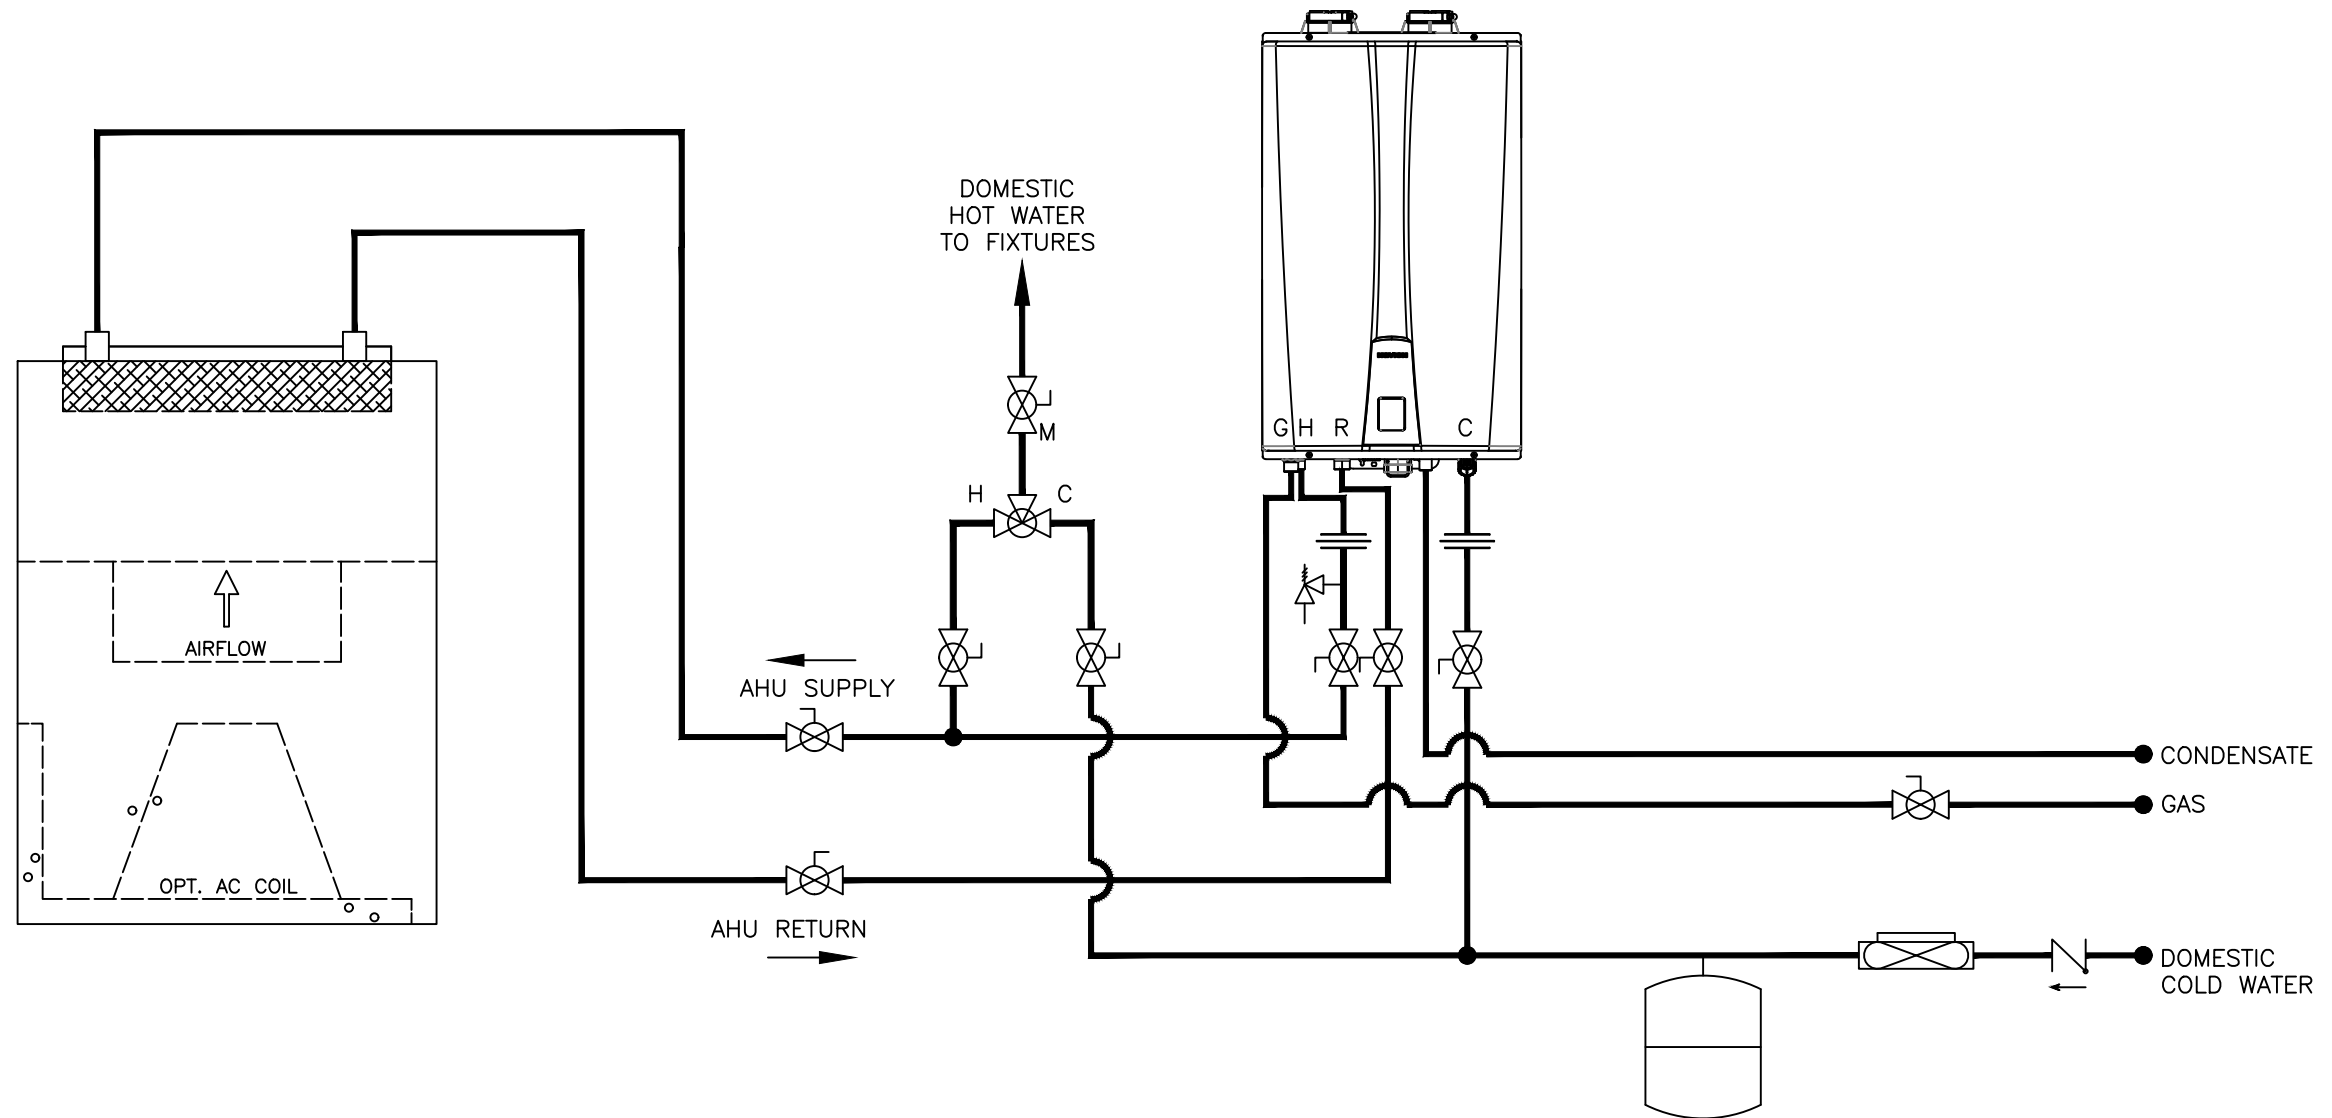 DOMESTIC
HOT WATER
TO FIXTURES
M
H
C
G H R C
AIRFLOW
AHU SUPPLY
OPT. AC COIL
AHU RETURN
CONDENSATE
GAS
DOMESTIC
COLD WATER